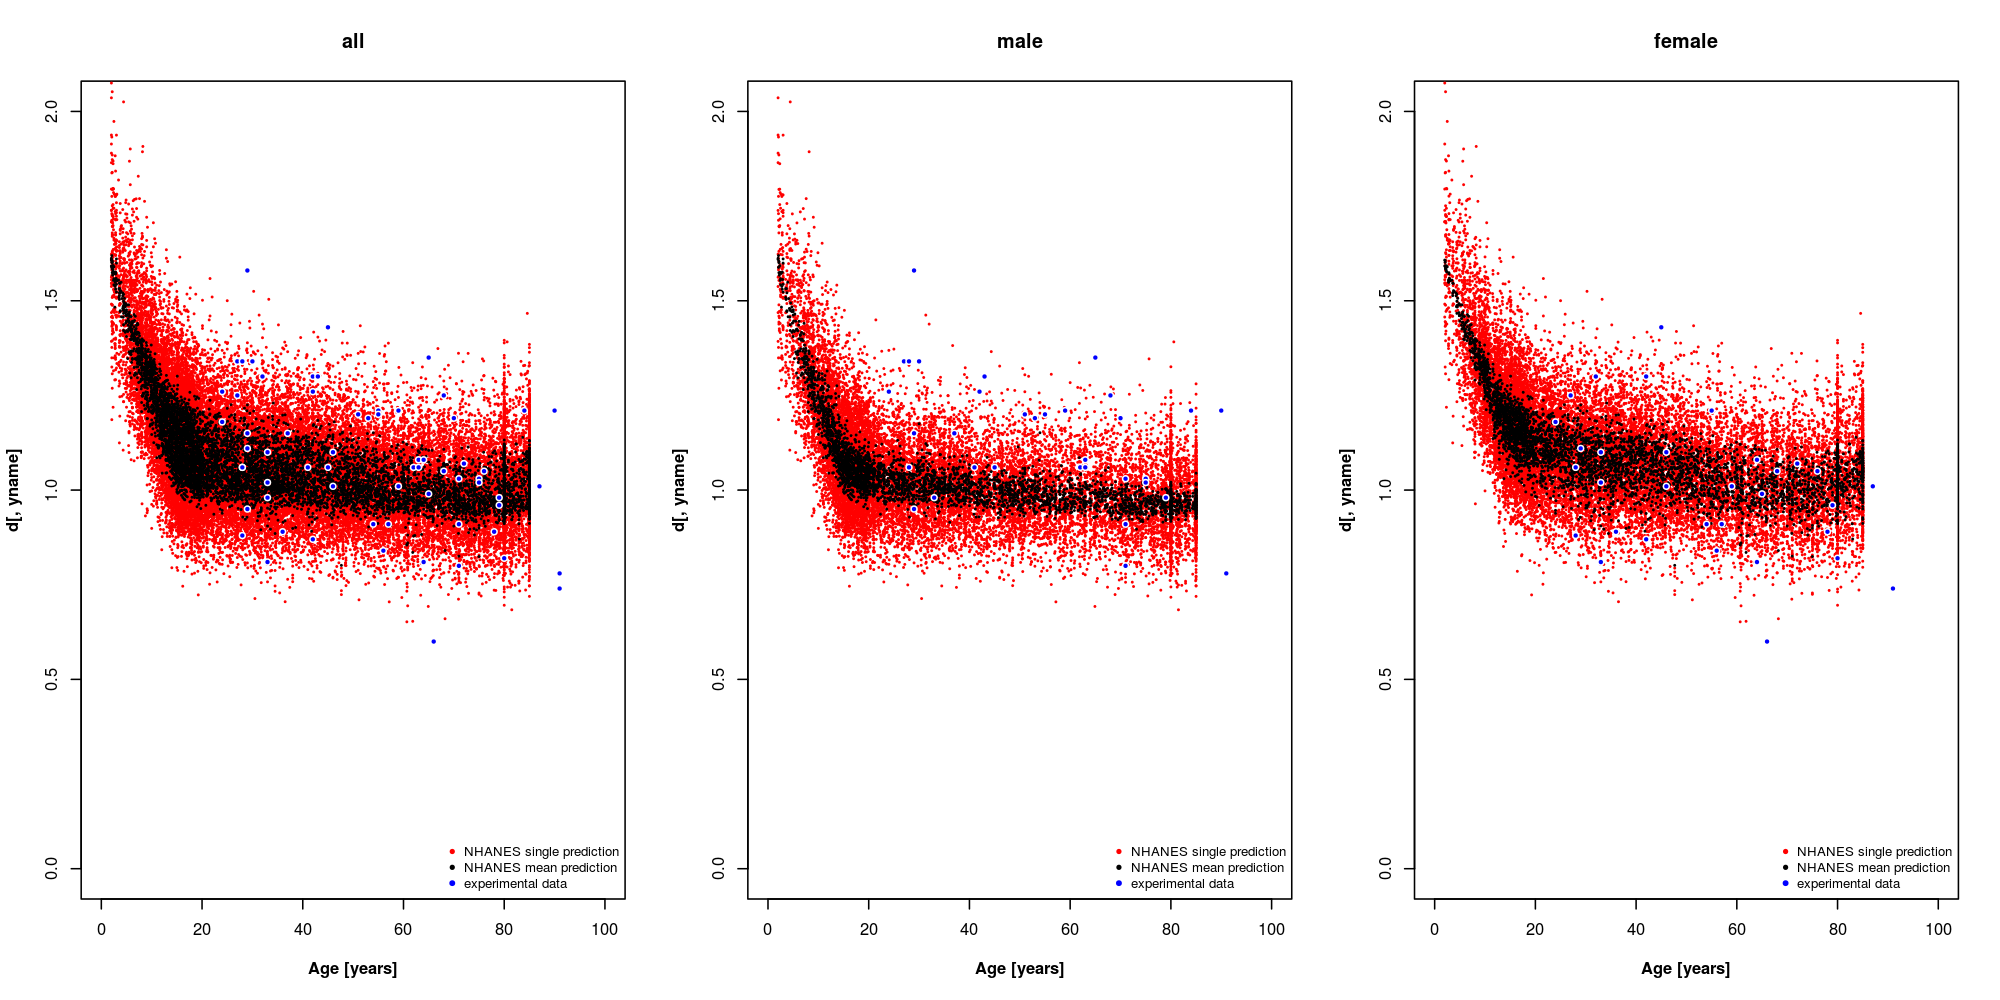 all
d[, yname]
2.0
1.5
1.0
0.5
0.0
NHANES single prediction
NHANES mean prediction
experimental data
0 20 40 60 80 100
Age [years]
male
d[, yname]
2.0
1.5
1.0
0.5
0.0
NHANES single prediction
NHANES mean prediction
experimental data
0 20 40 60 80 100
Age [years]
female
d[, yname]
2.0
1.5
1.0
0.5
0.0
NHANES single prediction
NHANES mean prediction
experimental data
0 20 40 60 80 100
Age [years]